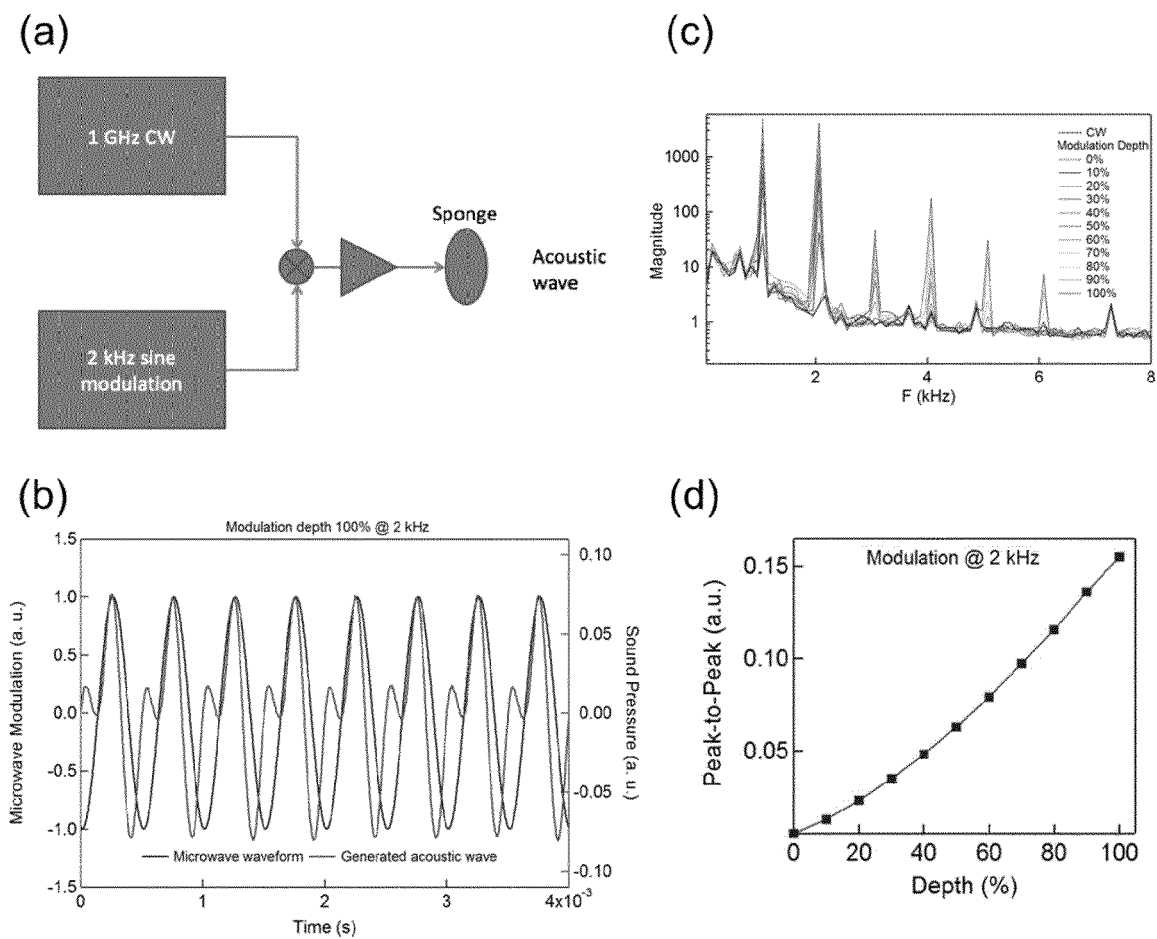 (a)
1 GHz CW
2 kHz sine
modulation
Sponge
Acoustic
wave
(c)
Magnitude
1000
100
10
1
2
4
6
8
F (kHz)
CW
Modulation Depth
0%
10%
20%
30%
40%
50%
60%
70%
80%
90%
100%
(b)
Modulation depth 100% @ 2 kHz
Microwave Modulation (a. u.)
1.5
1.0
0.5
0.0
-0.5
-1.0
-1.5
0
1
2
3
4x10⁻³
Time (s)
Sound Pressure (a. u.)
0.10
0.05
0.00
-0.05
-0.10
Microwave waveform
Generated acoustic wave
(d)
Modulation @ 2 kHz
Peak-to-Peak (a.u.)
0.15
0.10
0.05
0
20
40
60
80
100
Depth (%)